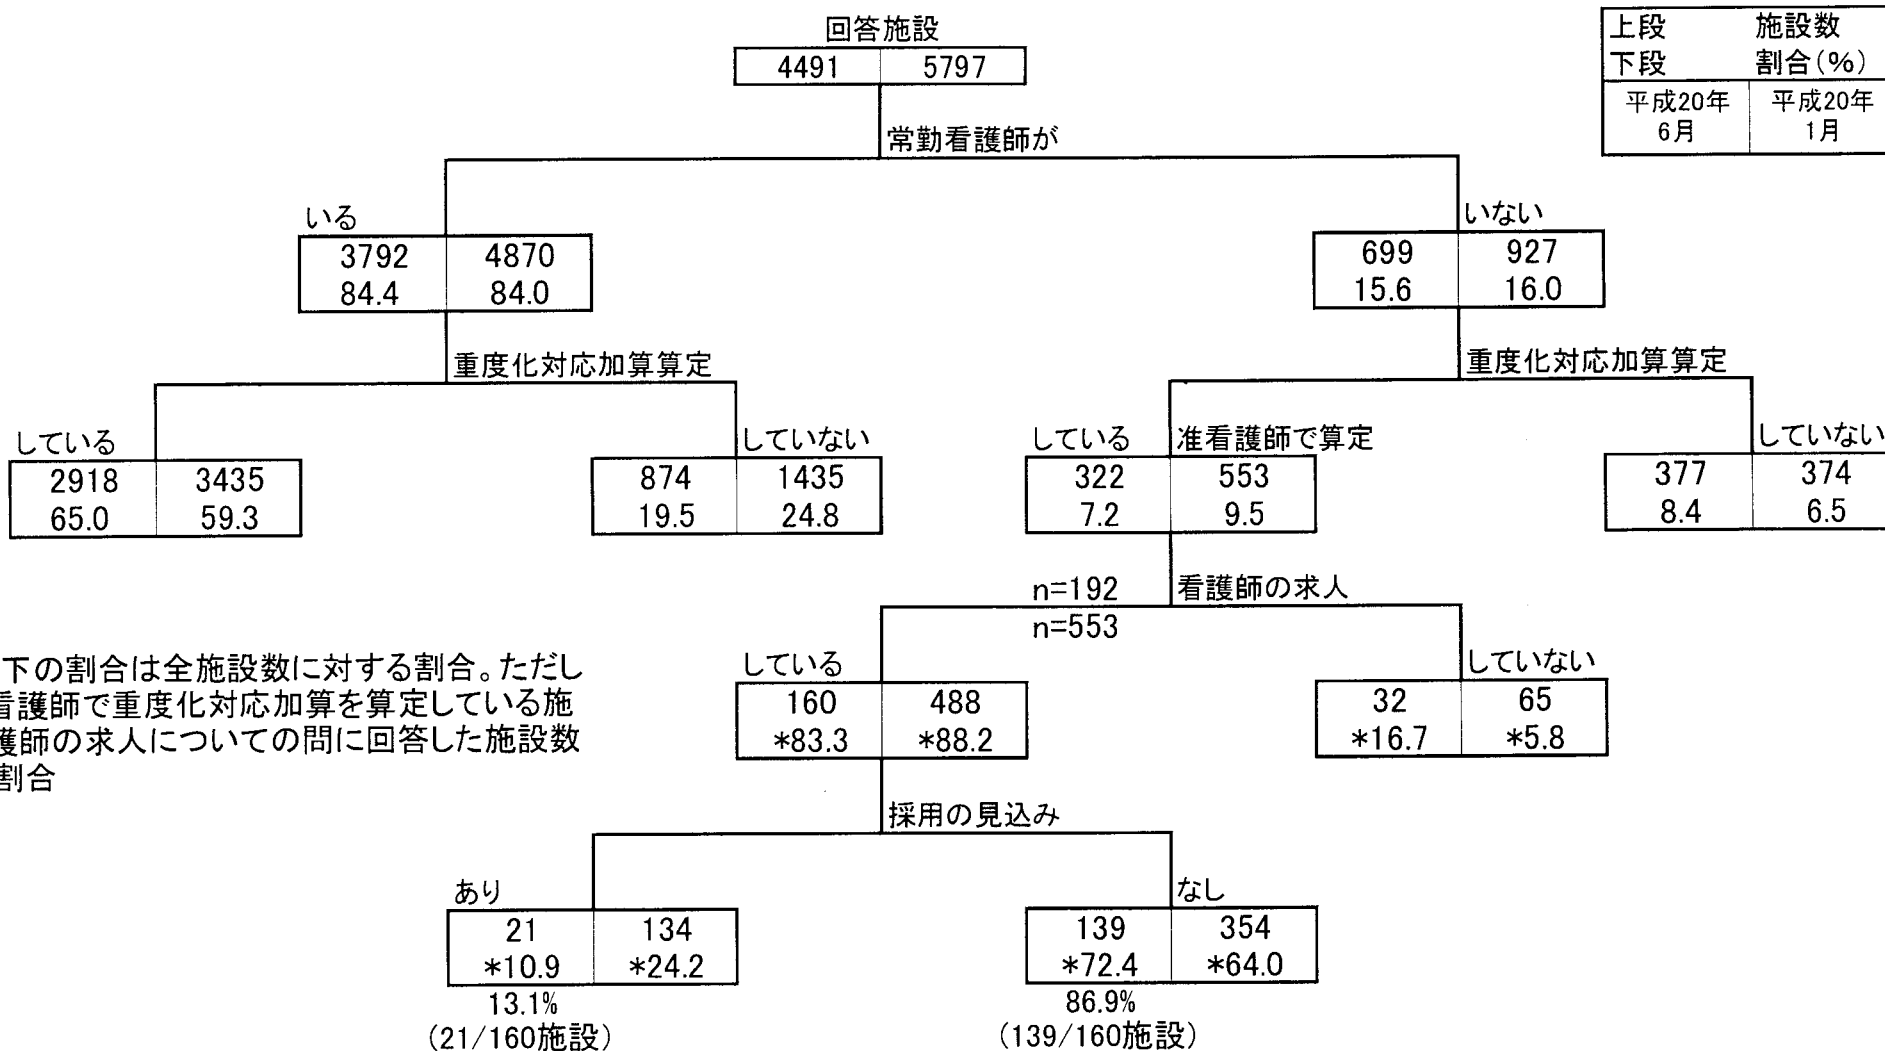 回答施設
4491 5797
上段 施設数
下段 割合(%)
平成20年 平成20年
6月 1月
常勤看護師が
いる
3792 4870
84.4 84.0
いない
699 927
15.6 16.0
重度化対応加算算定
重度化対応加算算定
している
2918 3435
65.0 59.3
していない
874 1435
19.5 24.8
している 准看護師で算定
322 553
7.2 9.5
していない
377 374
8.4 6.5
n=192 看護師の求人
n=553
下の割合は全施設数に対する割合。ただし
看護師で重度化対応加算を算定している施
護師の求人についての問に回答した施設数
割合
している
160 488
*83.3 *88.2
していない
32 65
*16.7 *5.8
採用の見込み
あり
21 134
*10.9 *24.2
13.1%
(21/160施設)
なし
139 354
*72.4 *64.0
86.9%
(139/160施設)